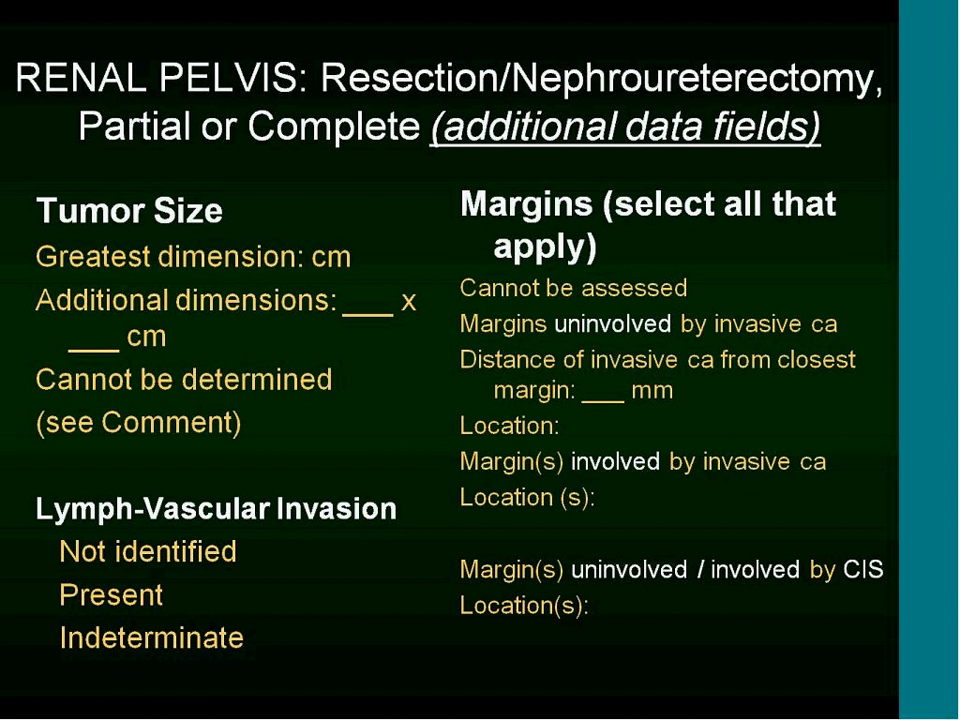 RENAL PELVIS: Resection/Nephroureterectomy,
Partial or Complete (additional data fields)
Tumor Size
Greatest dimension: cm
Additional dimensions: ___ x
___ cm
Cannot be determined
(see Comment)
Lymph-Vascular Invasion
Not identified
Present
Indeterminate
Margins (select all that
apply)
Cannot be assessed
Margins uninvolved by invasive ca
Distance of invasive ca from closest
margin: ___ mm
Location:
Margin(s) involved by invasive ca
Location (s):
Margin(s) uninvolved / involved by CIS
Location(s):